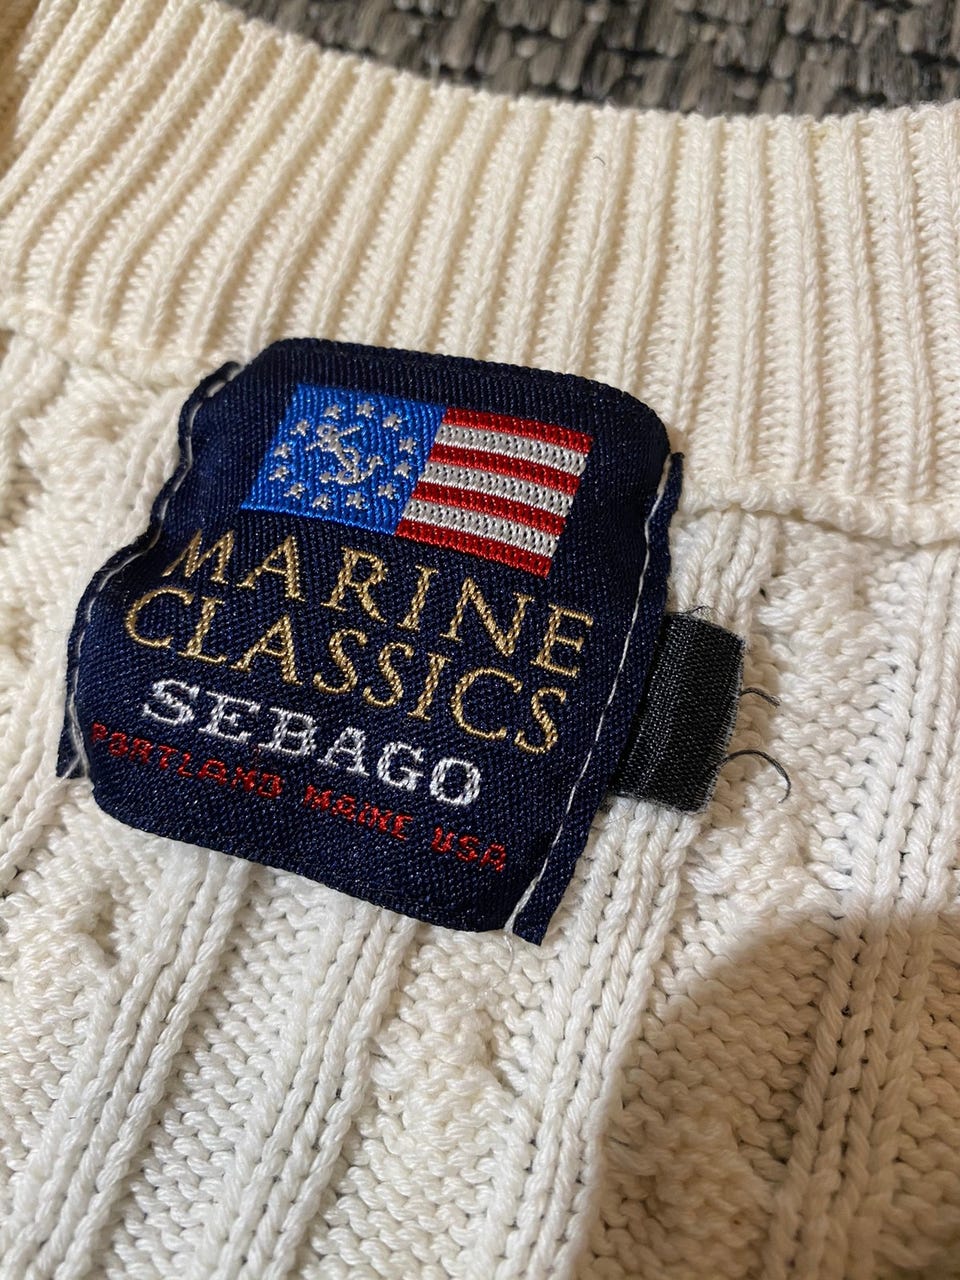 MARINE
CLASSICS
SEBAGO
PORTLAND MAINE USA